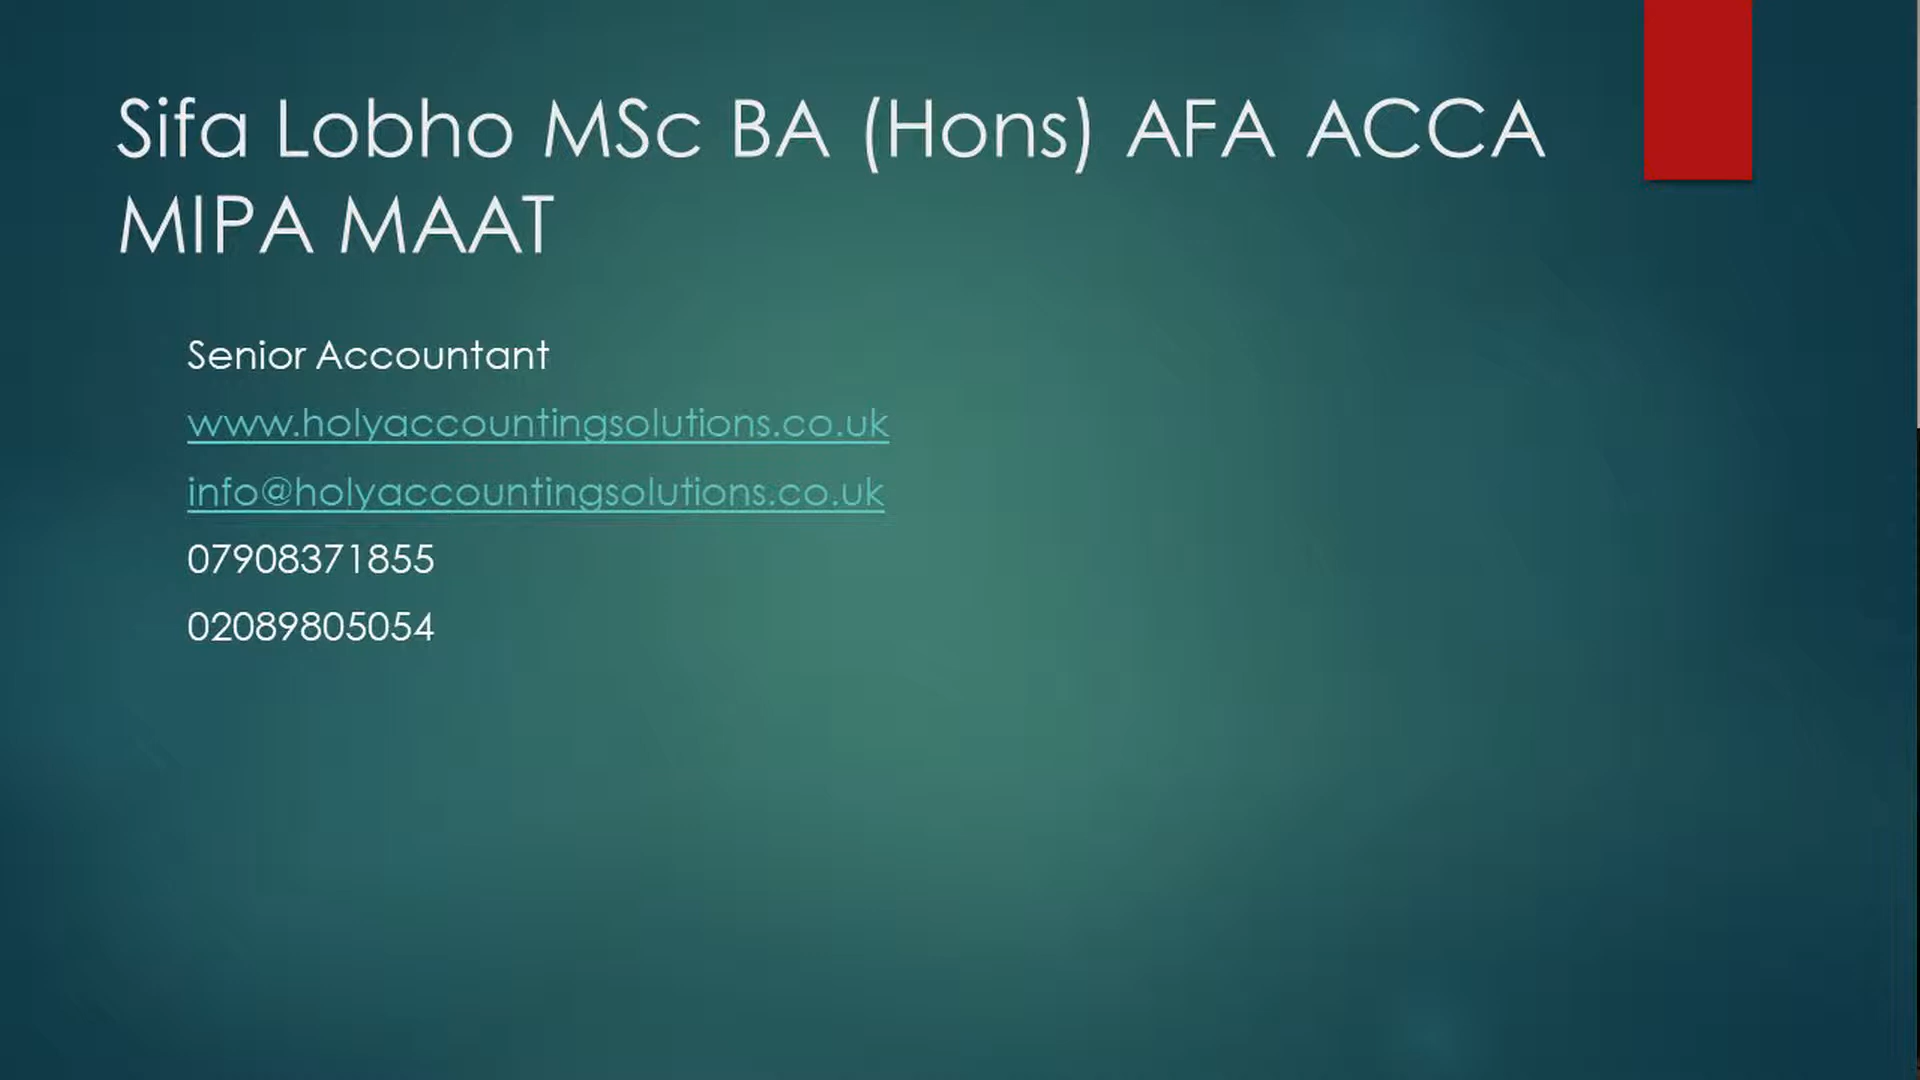 Sifa Lobho MSc BA (Hons) AFA ACCA
MIPA MAAT
Senior Accountant
www.holyaccountingsolutions.co.uk
info@holyaccountingsolutions.co.uk
07908371855
02089805054